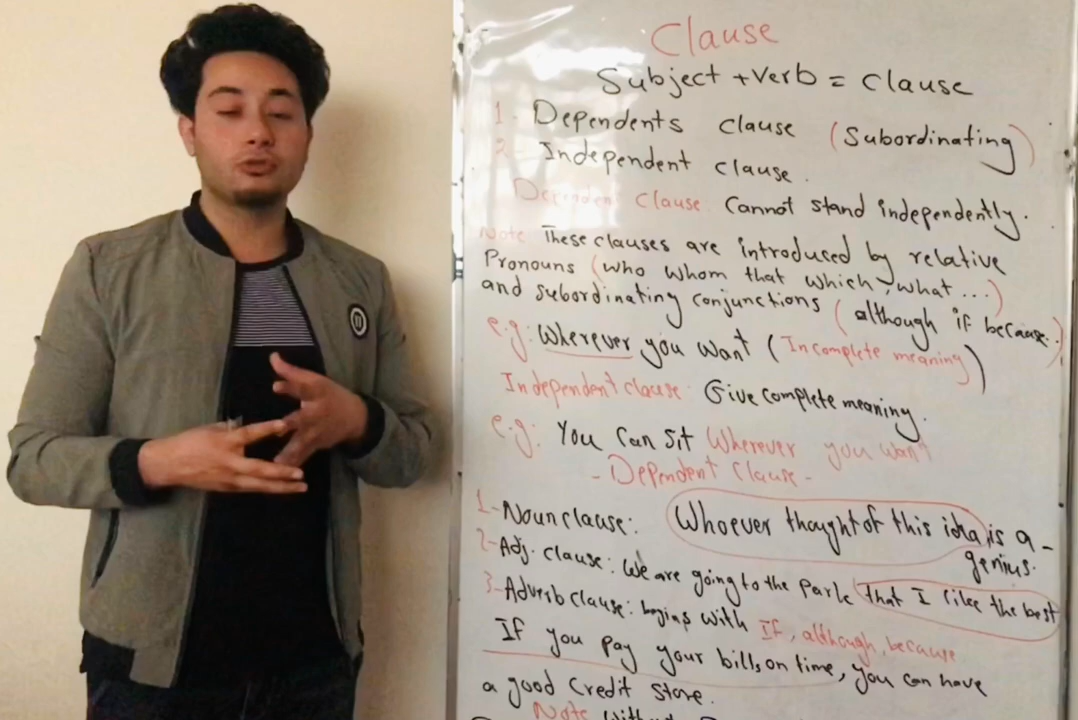 Clause
Subject + Verb = Clause
1- Dependents clause (Subordinating)
2- Independent clause.
Dependent Clause Cannot stand independently.
Note These clauses are introduced by relative
Pronouns (who whom that which, what ...)
and subordinating conjunctions (although if because..)
e.g: Wherever you want (Incomplete meaning)
Independent clause: Give complete meaning.
e.g: You Can Sit Wherever you want
- Dependent Clause -
1- Noun clause: Whoever thought of this idea, is a -
genius.
2- Adj. clause: We are going to the Park that I like the best
3- Adverb clause: begins with If, although, because
If you pay your bills, on time, you can have
a good Credit store.
Note